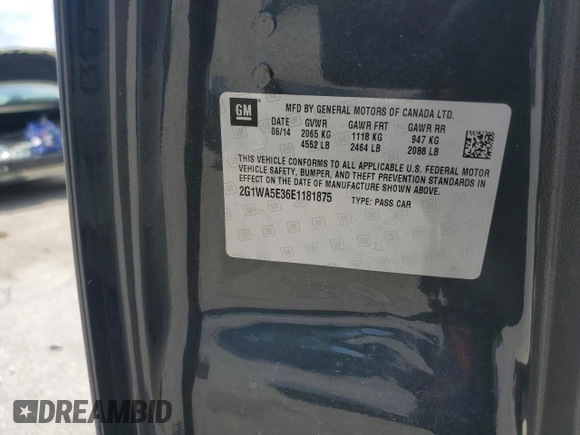 GM
MFD BY GENERAL MOTORS OF CANADA LTD.
DATE GVWR GAWR FRT GAWR RR
06/14 2065 KG 1118 KG 947 KG
4552 LB 2464 LB 2088 LB
THIS VEHICLE CONFORMS TO ALL APPLICABLE U.S. FEDERAL MOTOR
VEHICLE SAFETY, BUMPER, AND THEFT PREVENTION STANDARDS IN
EFFECT ON THE DATE OF MANUFACTURE SHOWN ABOVE.
2G1WA5E36E1181875 TYPE: PASS CAR
DREAMBID